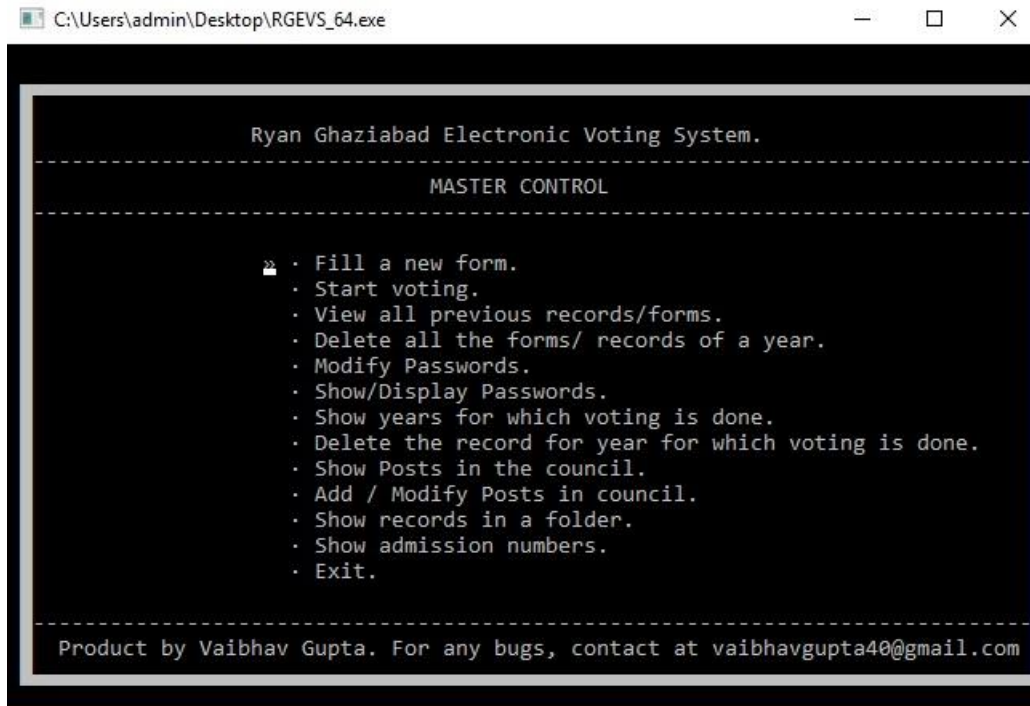 C:\Users\admin\Desktop\RGEVS_64.exe
Ryan Ghaziabad Electronic Voting System.
MASTER CONTROL
» · Fill a new form.
· Start voting.
· View all previous records/forms.
· Delete all the forms/ records of a year.
· Modify Passwords.
· Show/Display Passwords.
· Show years for which voting is done.
· Delete the record for year for which voting is done.
· Show Posts in the council.
· Add / Modify Posts in council.
· Show records in a folder.
· Show admission numbers.
· Exit.
Product by Vaibhav Gupta. For any bugs, contact at vaibhavgupta40@gmail.com